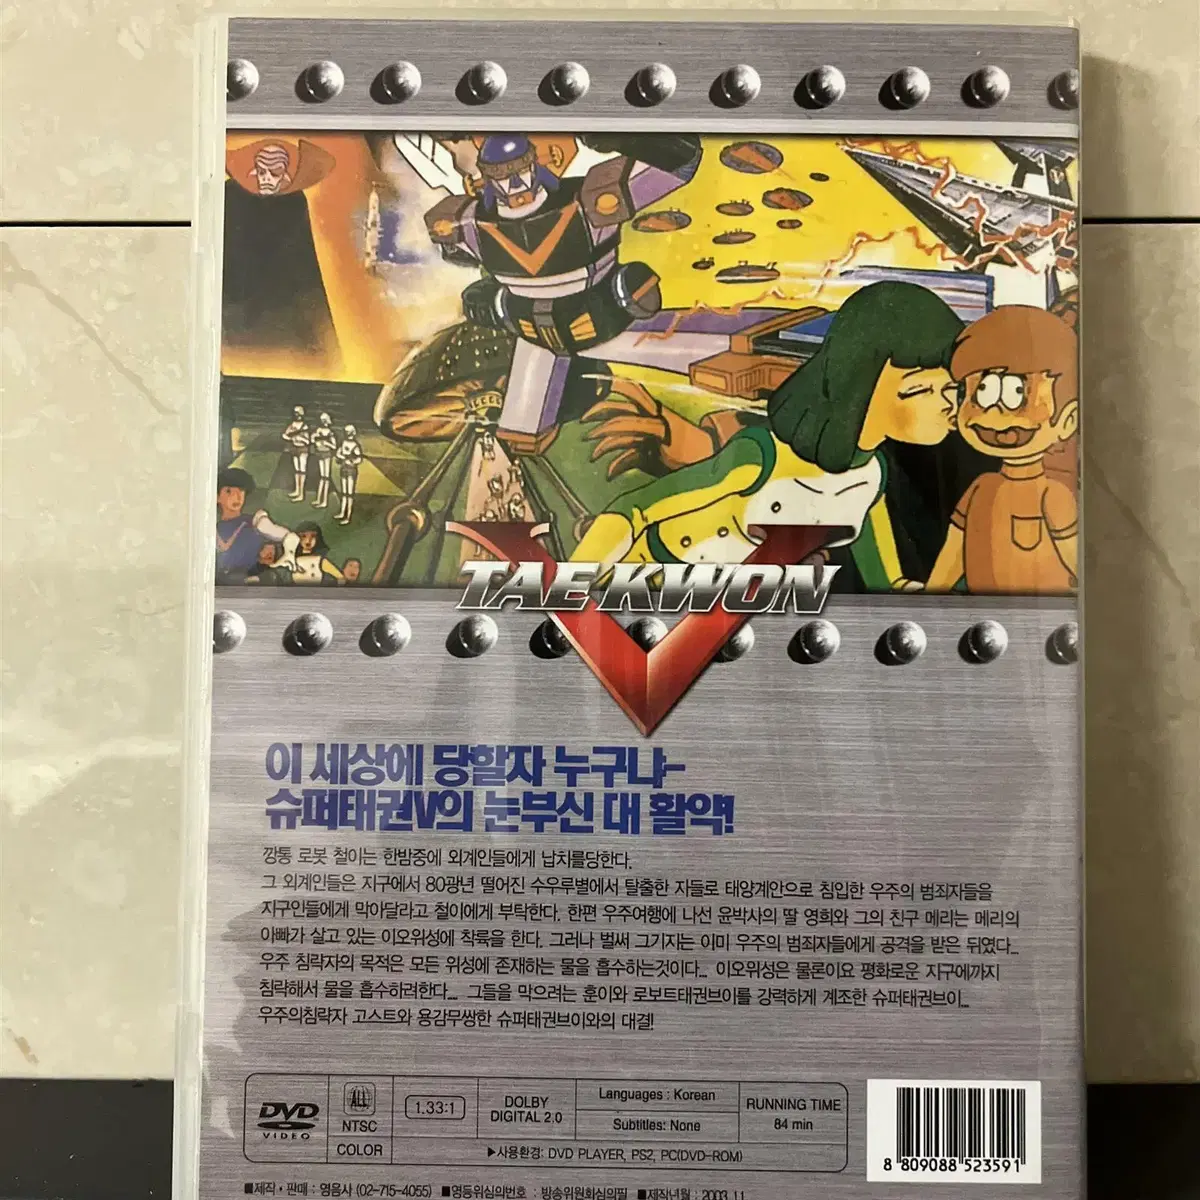 TAE KWON
V
이 세상에 당할자 누구냐-
슈퍼태권V의 눈부신 대 활약!
깡통 로봇 철이는 한밤중에 외계인들에게 납치를당한다.
그 외계인들은 지구에서 80광년 떨어진 수우루별에서 탈출한 자들로 태양계안으로 침입한 우주의 범죄자들을
지구인들에게 막아달라고 철이에게 부탁한다. 한편 우주여행에 나선 윤박사의 딸 영희와 그의 친구 메리는 메리의
아빠가 살고 있는 이오위성에 착륙을 한다. 그러나 벌써 그기지는 이미 우주의 범죄자들에게 공격을 받은 뒤였다...
우주 침략자의 목적은 모든 위성에 존재하는 물을 흡수하는것이다... 이오위성은 물론이요 평화로운 지구에까지
침략해서 물을 흡수하려한다... 그들을 막으려는 훈이와 로보트태권브이를 강력하게 계조한 슈퍼태권브이...
우주의침략자 고스트와 용감무쌍한 슈퍼태권브이와의 대결!
DVD VIDEO
ALL
NTSC
COLOR
1.33:1
DOLBY DIGITAL 2.0
Languages : Korean
Subtitles: None
RUNNING TIME
84 min
▶사용환경: DVD PLAYER, PS2, PC(DVD-ROM)
8 809088 523591
■제작·판매 : 영음사 (02-715-4055) ■영등위심의번호 : 방송위원회심의필 ■제작년월 : 2003.11